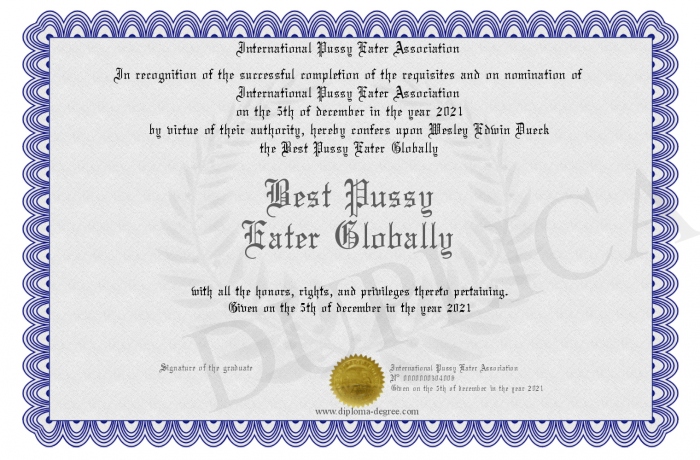 International Pussy Eater Association
In recognition of the successful completion of the requisites and on nomination of
International Pussy Eater Association
on the 5th of december in the year 2021
by virtue of their authority, hereby confers upon Wesley Edwin Dueck
the Best Pussy Eater Globally
Best Pussy
Eater Globally
DUPLICA
with all the honors, rights, and privileges thereto pertaining.
Given on the 5th of december in the year 2021
Signature of the graduate
International Pussy Eater Association
Nº
Given on the 5th of december in the year 2021
www.diploma-degree.com